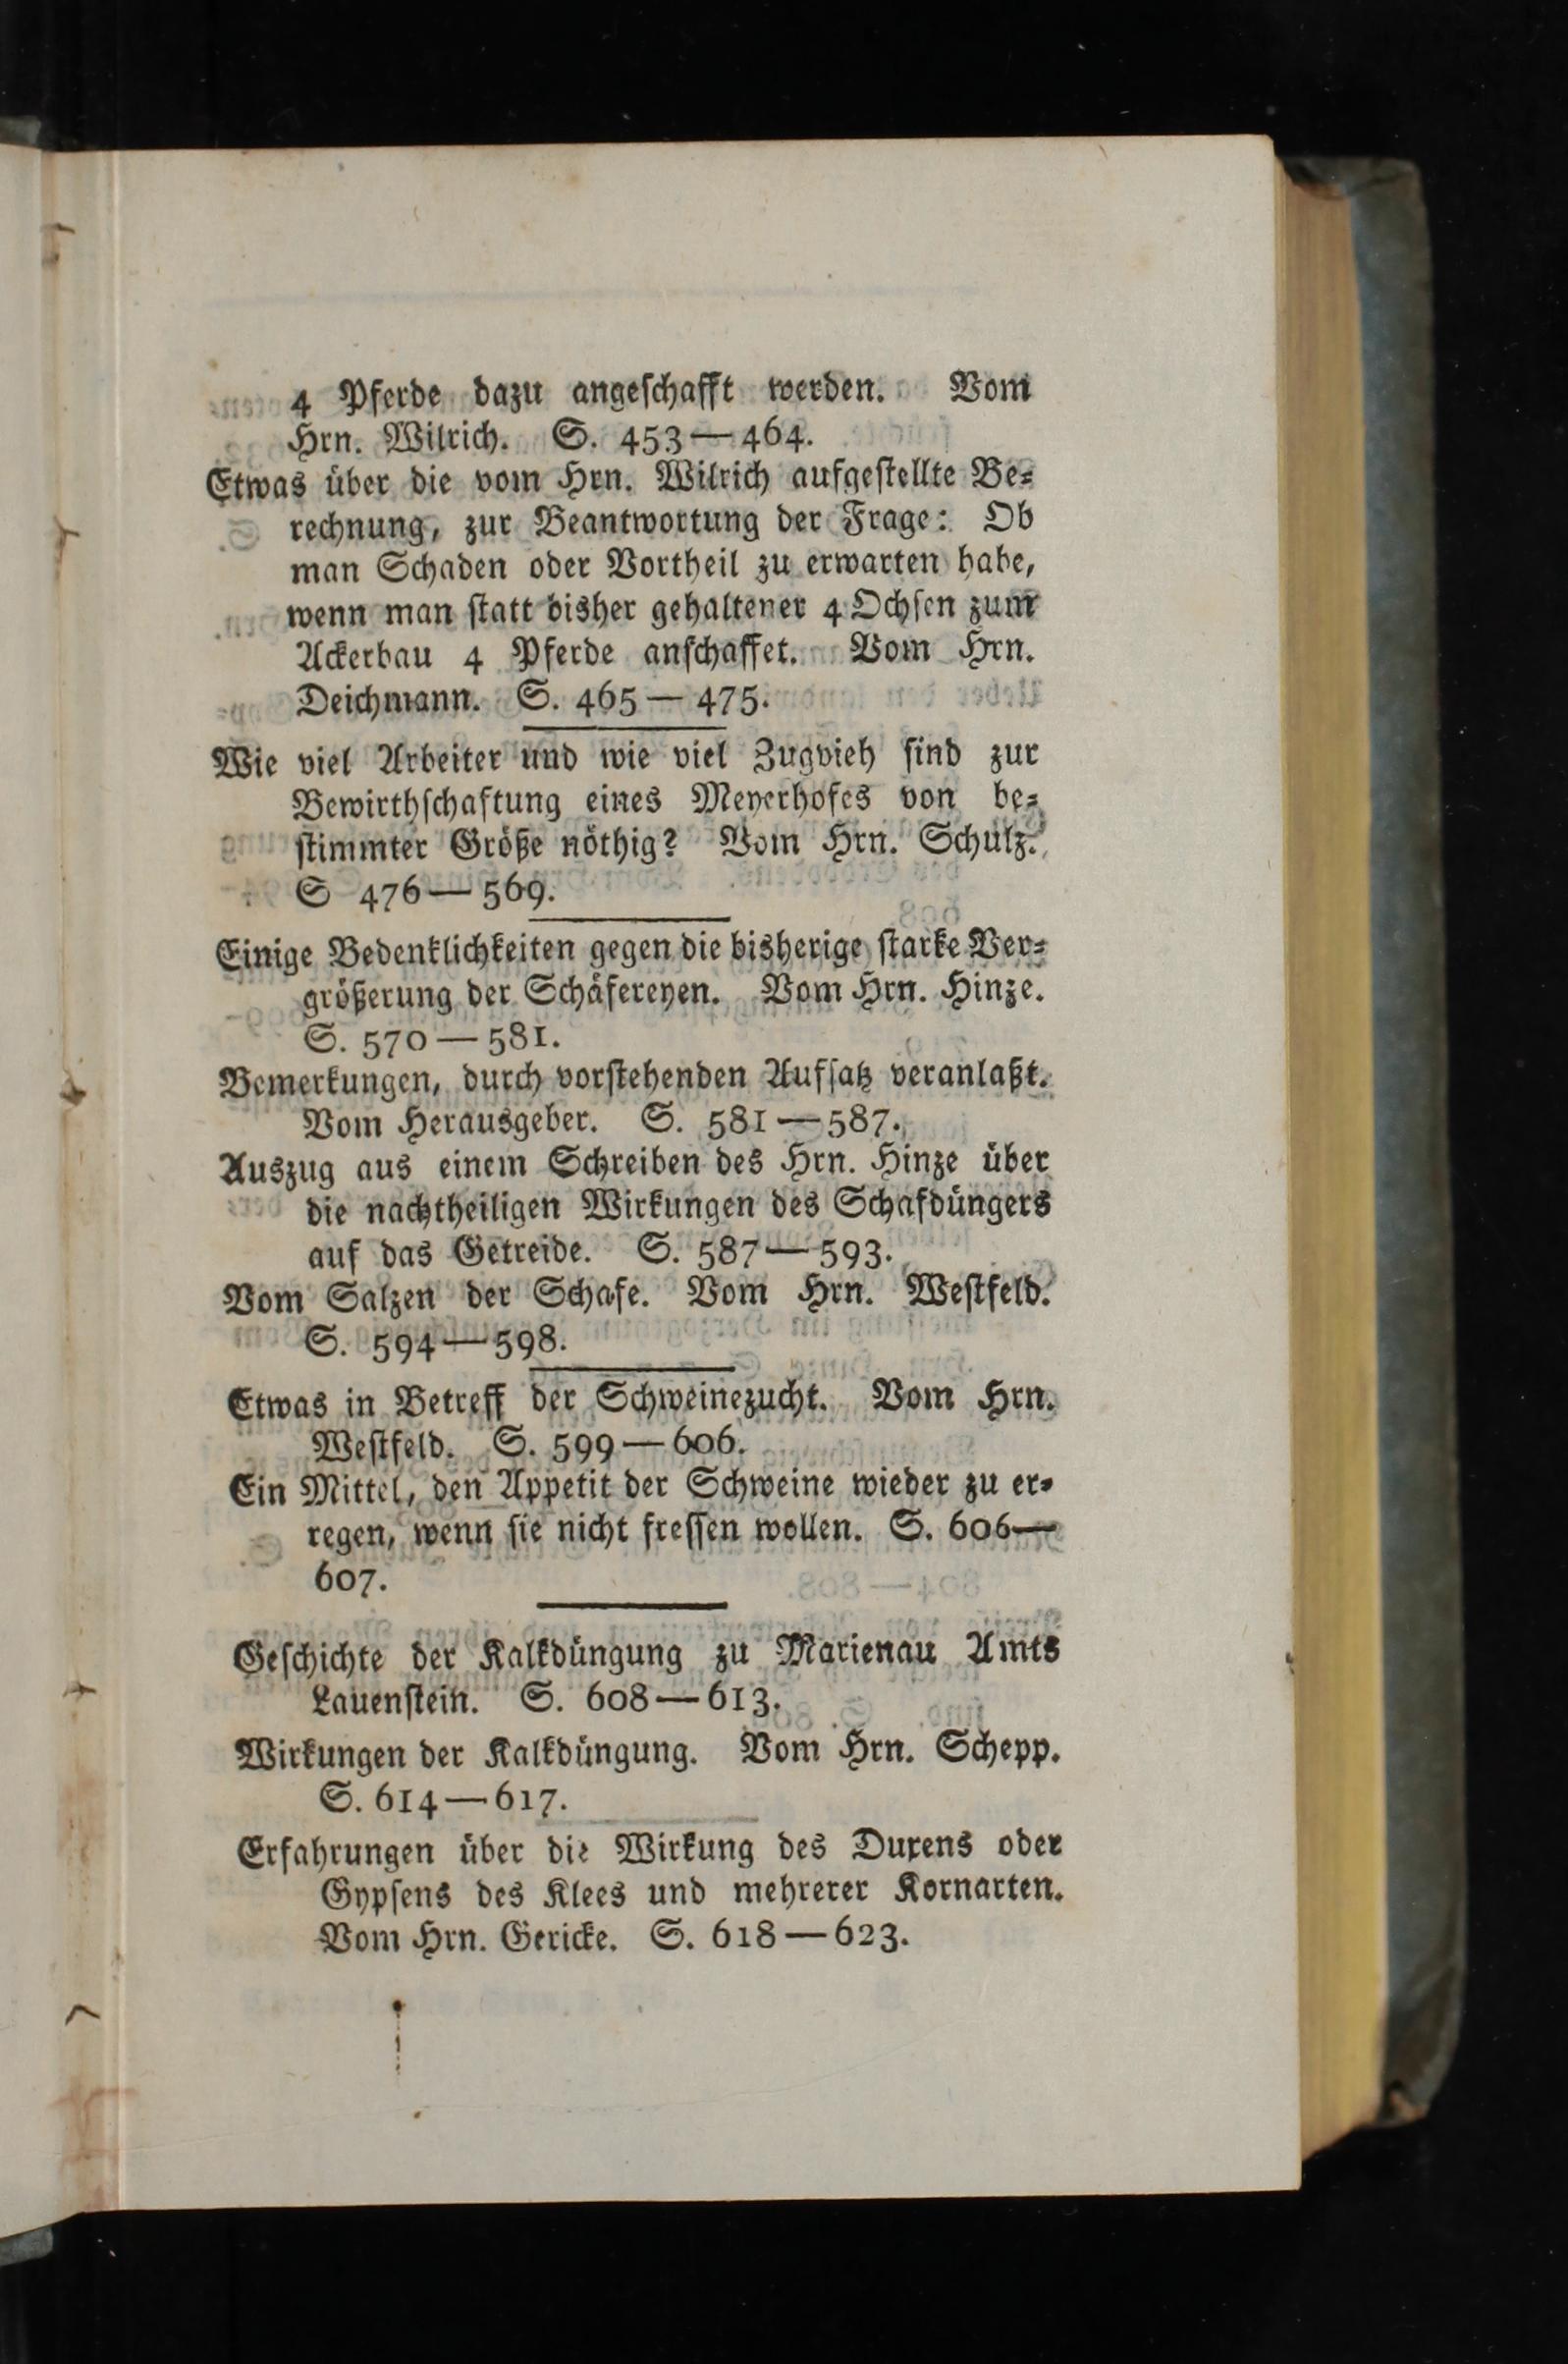 4 Pferde dazu angeschafft werden. Vom
Hrn. Wilrich. S. 453—464.
Etwas über die vom Hrn. Wilrich aufgestellte Be-
rechnung, zur Beantwortung der Frage: Ob
man Schaden oder Vortheil zu erwarten habe,
wenn man statt bisher gehaltener 4 Ochsen zum
Ackerbau 4 Pferde anschaffet. Vom Hrn.
Deichmann. S. 465—475.
Wie viel Arbeiter und wie viel Zugvieh sind zur
Bewirthschaftung eines Meyerhofes von be-
stimmter Größe nöthig? Vom Hrn. Schulz.
S 476—569.
Einige Bedenklichkeiten gegen die bisherige starke Ver-
größerung der Schäfereyen. Vom Hrn. Hinze.
S. 570—581.
Bemerkungen, durch vorstehenden Aufsatz veranlaßt.
Vom Herausgeber. S. 581—587.
Auszug aus einem Schreiben des Hrn. Hinze über
die nachtheiligen Wirkungen des Schafdüngers
auf das Getreide. S. 587—593.
Vom Salzen der Schafe. Vom Hrn. Westfeld.
S. 594—598.
Etwas in Betreff der Schweinezucht. Vom Hrn.
Westfeld. S. 599—606.
Ein Mittel, den Appetit der Schweine wieder zu er-
regen, wenn sie nicht fressen wollen. S. 606—
607.
Geschichte der Kalkdüngung zu Marienau Amts
Lauenstein. S. 608—613.
Wirkungen der Kalkdüngung. Vom Hrn. Schepp.
S. 614—617.
Erfahrungen über die Wirkung des Duxens oder
Gypsens des Klees und mehrerer Kornarten.
Vom Hrn. Gericke. S. 618—623.